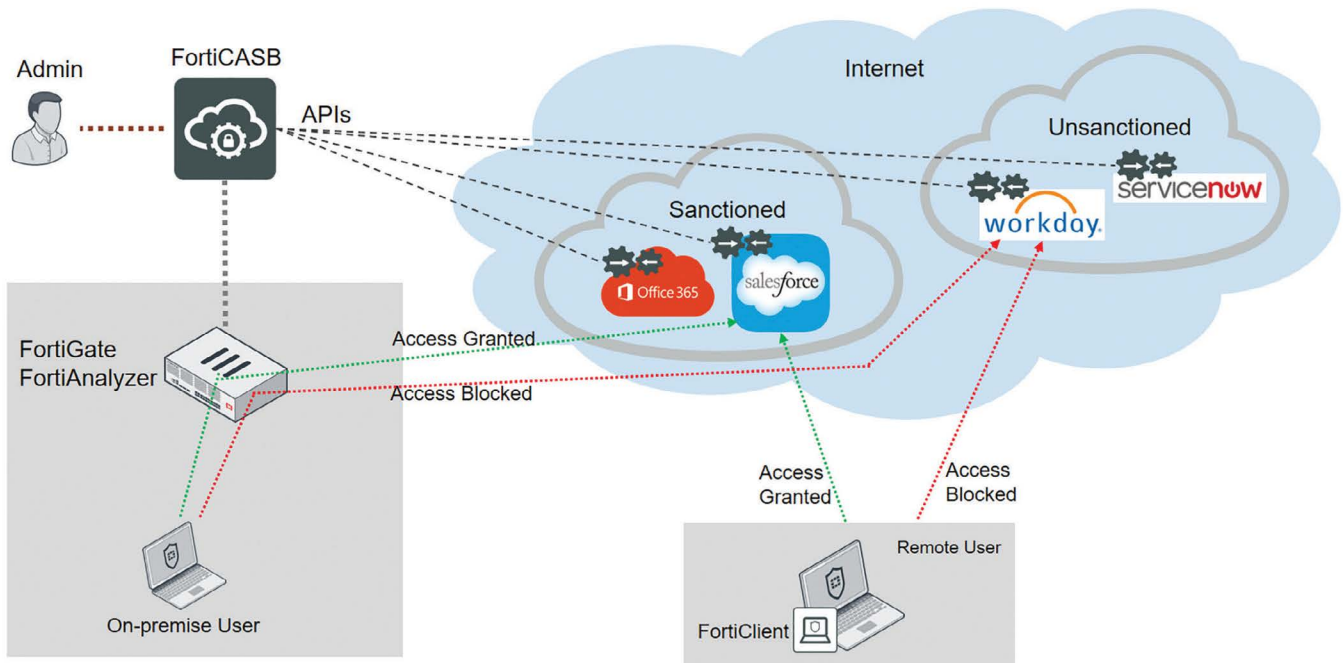 FortiCASB
Admin
APIs
Internet
Unsanctioned
servicenow
workday.
Sanctioned
Office 365
salesforce
FortiGate
FortiAnalyzer
Access Granted
Access Blocked
Access
Granted
Access
Blocked
On-premise User
Remote User
FortiClient